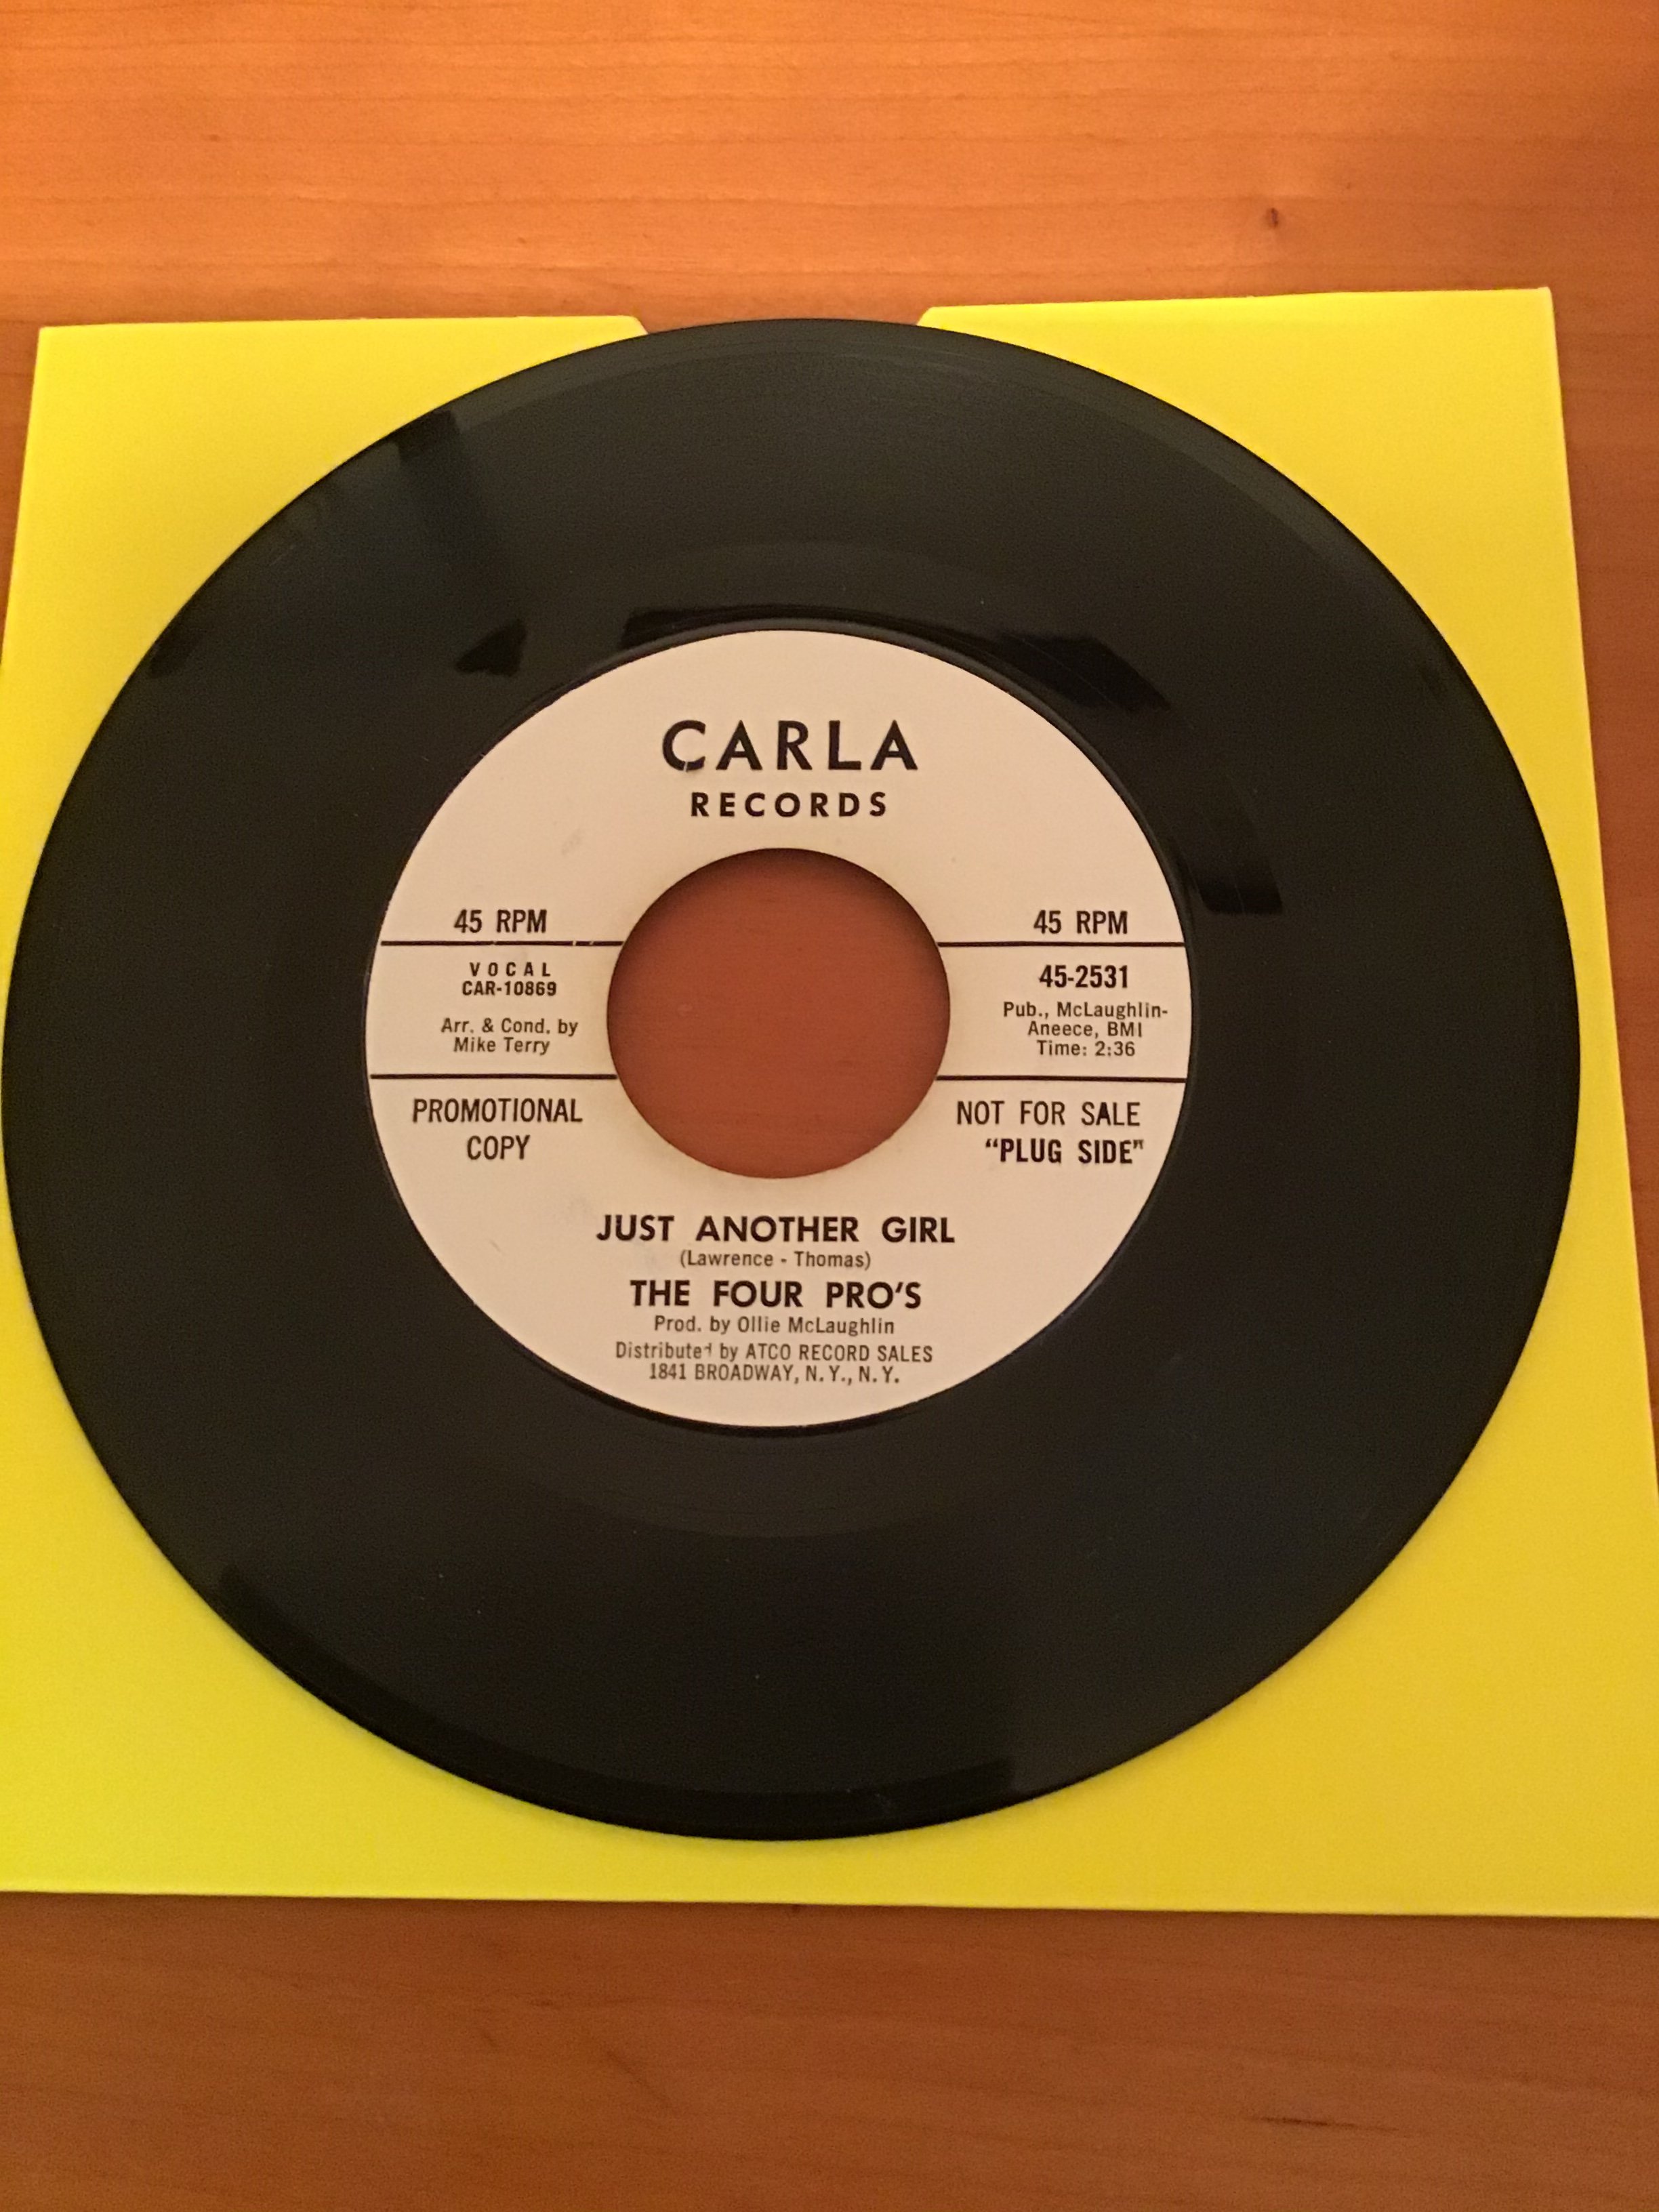 CARLA
RECORDS
45 RPM
VOCAL
CAR-10869
Arr. & Cond. by
Mike Terry
PROMOTIONAL
COPY
45 RPM
45-2531
Pub., McLaughlin-
Aneece, BMI
Time: 2:36
NOT FOR SALE
“PLUG SIDE”
JUST ANOTHER GIRL
(Lawrence - Thomas)
THE FOUR PRO'S
Prod. by Ollie McLaughlin
Distributed by ATCO RECORD SALES
1841 BROADWAY, N.Y., N.Y.